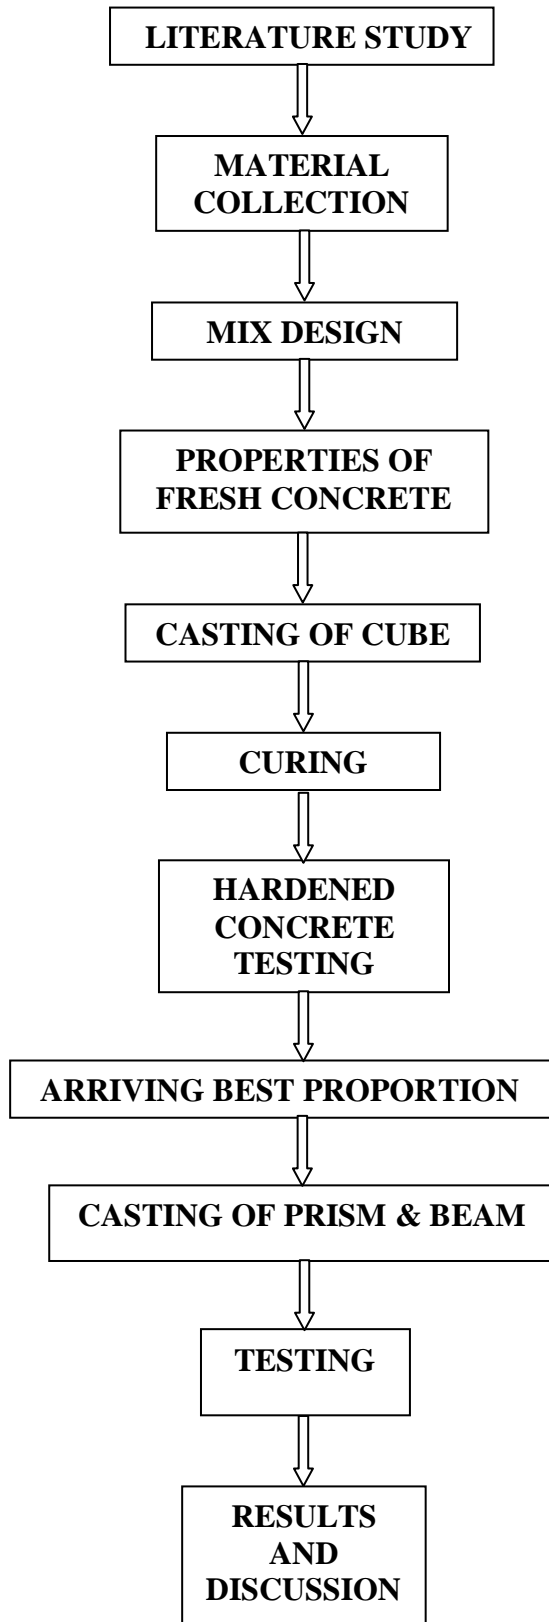 LITERATURE STUDY
MATERIAL
COLLECTION
MIX DESIGN
PROPERTIES OF
FRESH CONCRETE
CASTING OF CUBE
CURING
HARDENED
CONCRETE
TESTING
ARRIVING BEST PROPORTION
CASTING OF PRISM & BEAM
TESTING
RESULTS
AND
DISCUSSION